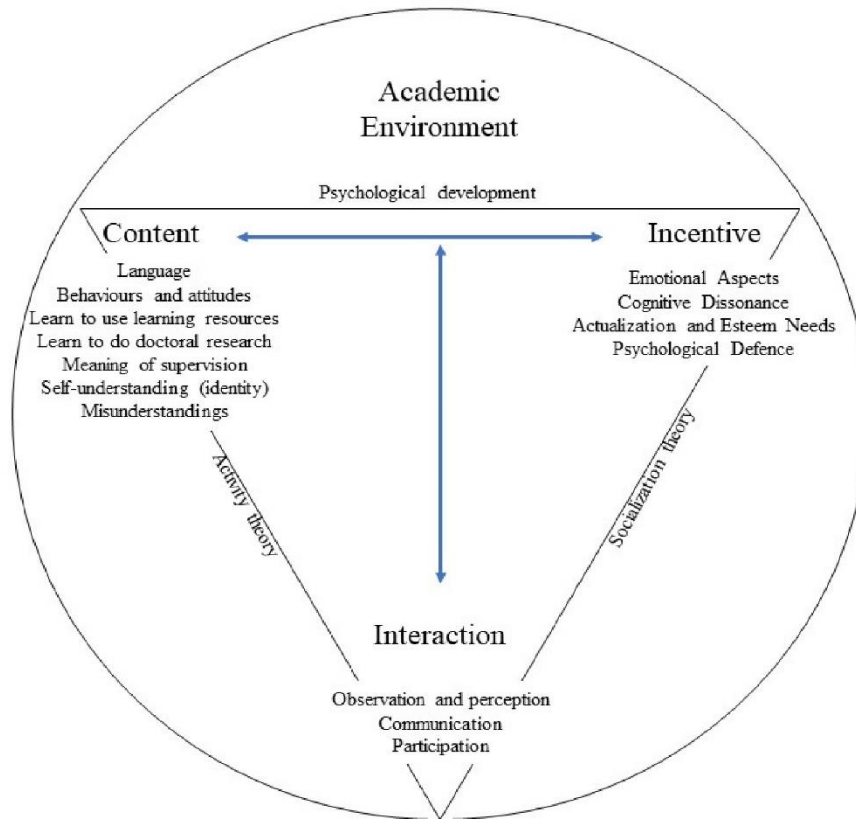 Academic
Environment
Psychological development
Content
Language
Behaviours and attitudes
Learn to use learning resources
Learn to do doctoral research
Meaning of supervision
Self-understanding (identity)
Misunderstandings
Incentive
Emotional Aspects
Cognitive Dissonance
Actualization and Esteem Needs
Psychological Defence
Activity theory
Socialization theory
Interaction
Observation and perception
Communication
Participation